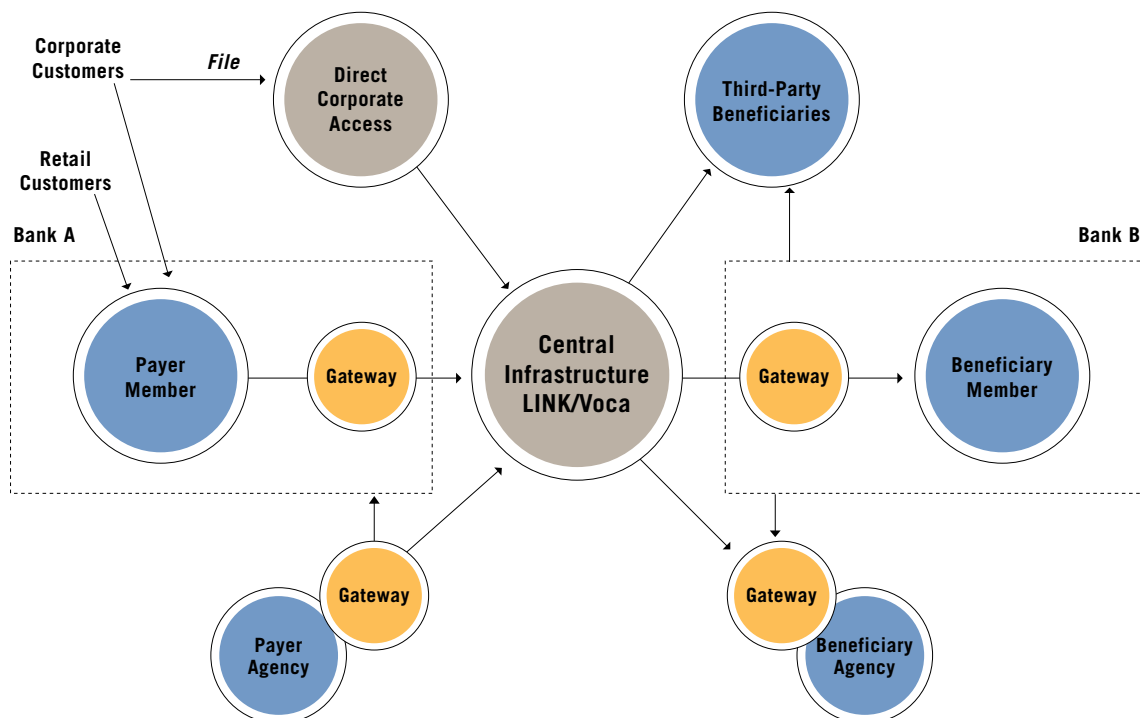 Corporate
Customers
File
Direct
Corporate
Access
Third-Party
Beneficiaries
Retail
Customers
Bank A
Bank B
Payer
Member
Gateway
Central
Infrastructure
LINK/Voca
Gateway
Beneficiary
Member
Gateway
Payer
Agency
Gateway
Beneficiary
Agency